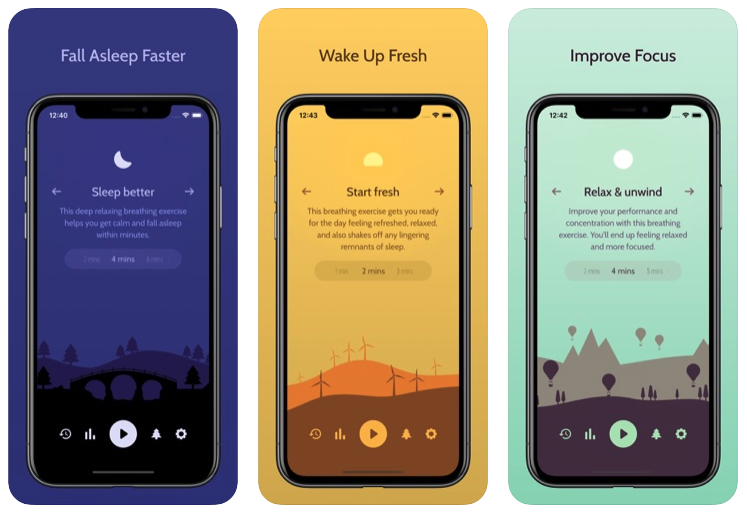 Fall Asleep Faster
12:40
Sleep better
This deep relaxing breathing exercise
helps you get calm and fall asleep
within minutes.
2 mins 4 mins 6 mins
Wake Up Fresh
12:43
Start fresh
This breathing exercise gets you ready
for the day feeling refreshed, relaxed,
and also shakes off any lingering
remnants of sleep.
1 min 2 mins 3 mins
Improve Focus
12:42
Relax & unwind
Improve your performance and
concentration with this breathing
exercise. You'll end up feeling relaxed
and more focused.
4 mins 5 mins